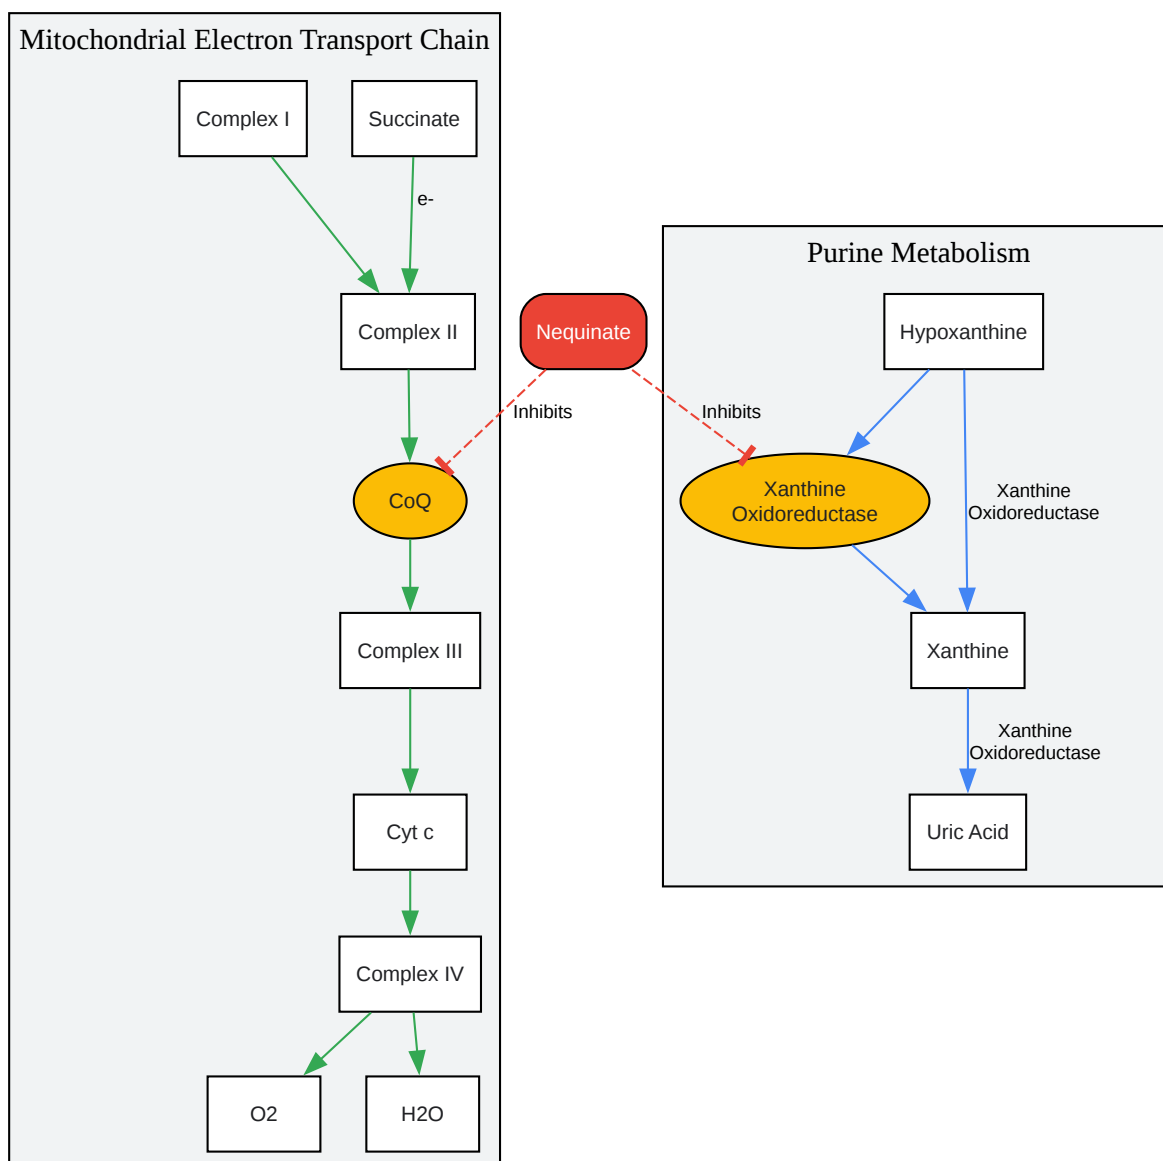 Mitochondrial Electron Transport Chain
Complex I
Succinate
e-
Complex II
CoQ
Complex III
Cyt c
Complex IV
O2
H2O
Nequinate
Inhibits
Inhibits
Purine Metabolism
Hypoxanthine
Xanthine
Oxidoreductase
Xanthine
Oxidoreductase
Xanthine
Xanthine
Oxidoreductase
Uric Acid